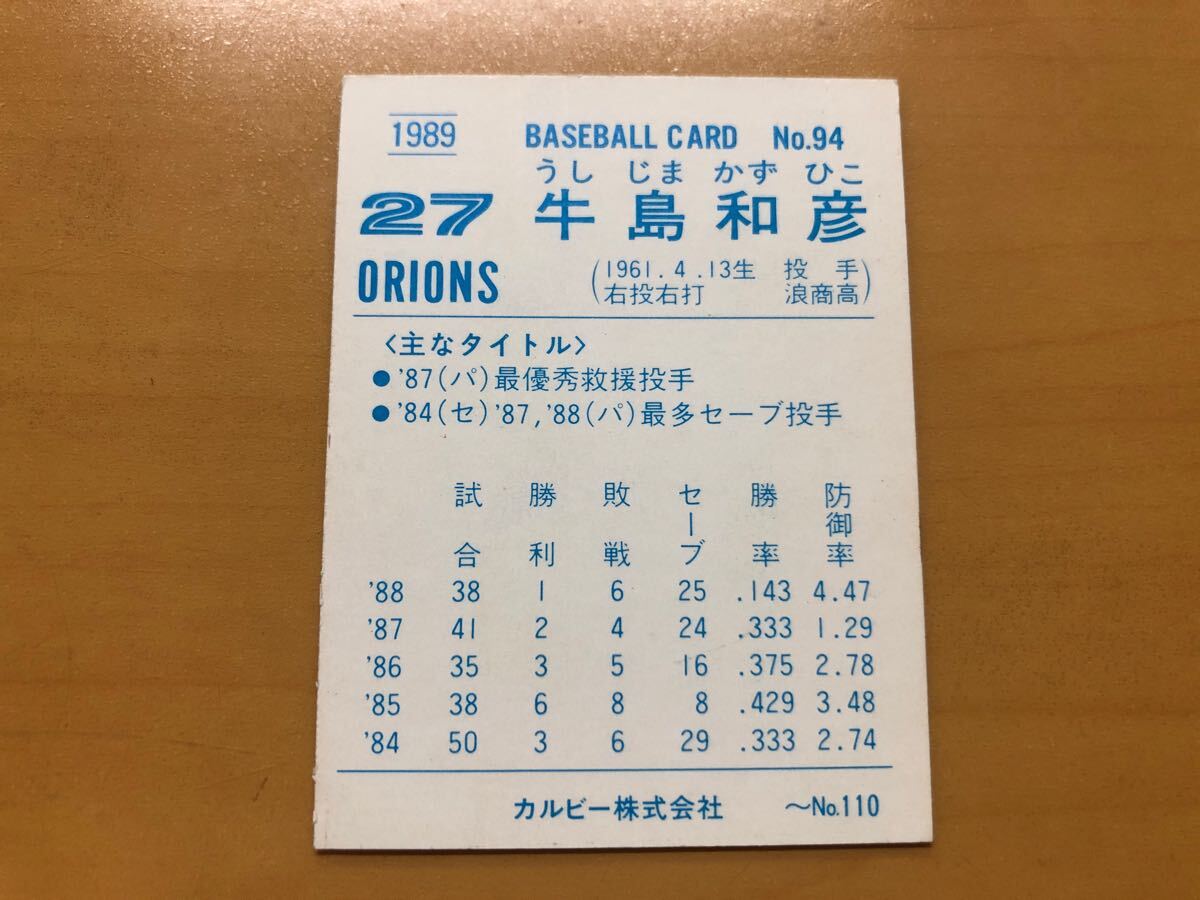 1989 BASEBALL CARD No.94
うし じま かず ひこ
27 牛島和彦
ORIONS (1961.4.13生 投手
右投右打 浪商高)
〈主なタイトル〉
●'87(パ)最優秀救援投手
●'84(セ)'87,'88(パ)最多セーブ投手
試合 勝利 敗戦 セーブ 勝率 防御率
'88 38 1 6 25 .143 4.47
'87 41 2 4 24 .333 1.29
'86 35 3 5 16 .375 2.78
'85 38 6 8 8 .429 3.48
'84 50 3 6 29 .333 2.74
カルビー株式会社 〜No.110